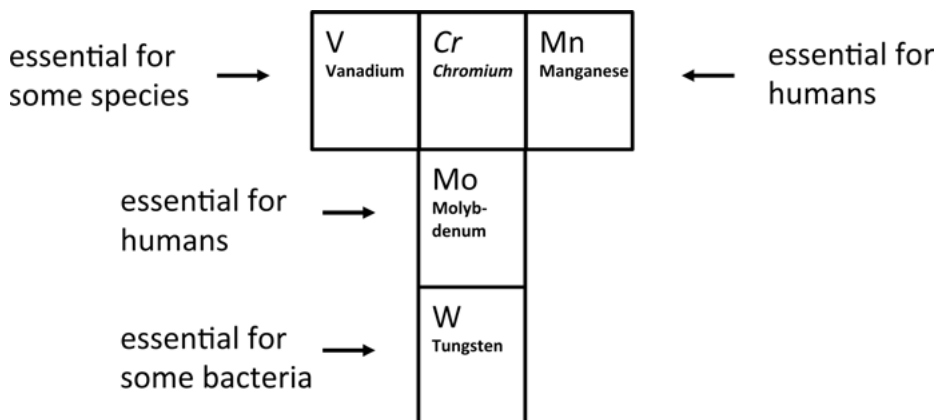 essential for
some species
V
Vanadium
Cr
Chromium
Mn
Manganese
essential for
humans
essential for
humans
Mo
Molyb-
denum
essential for
some bacteria
W
Tungsten